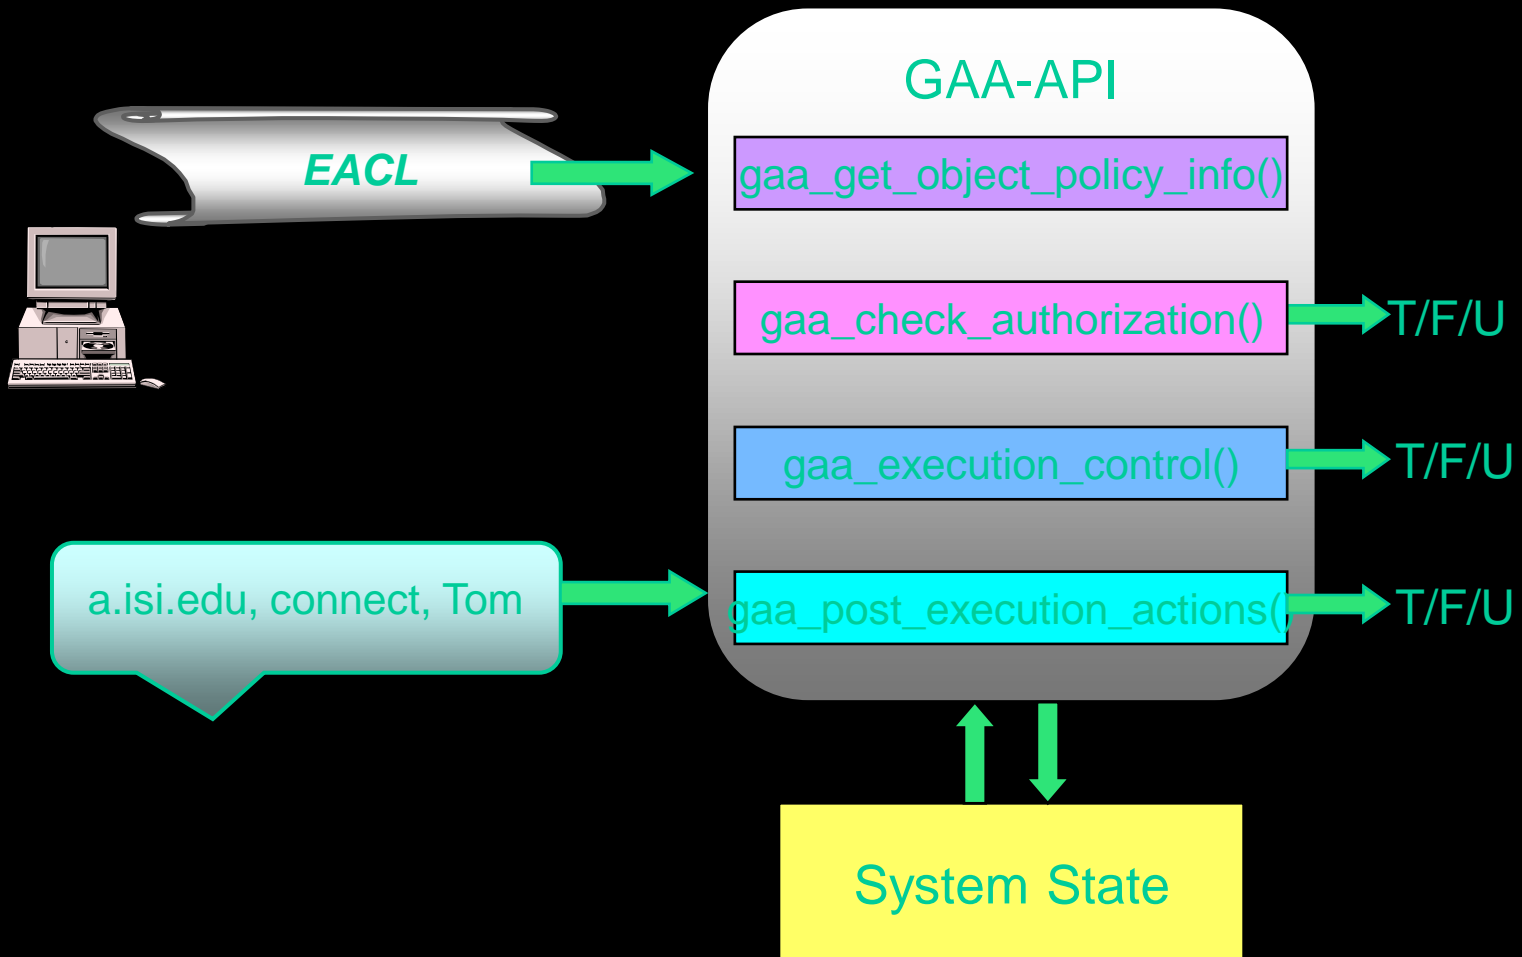 GAA-API
EACL
gaa_get_object_policy_info()
gaa_check_authorization()
T/F/U
gaa_execution_control()
T/F/U
a.isi.edu, connect, Tom
gaa_post_execution_actions()
T/F/U
System State